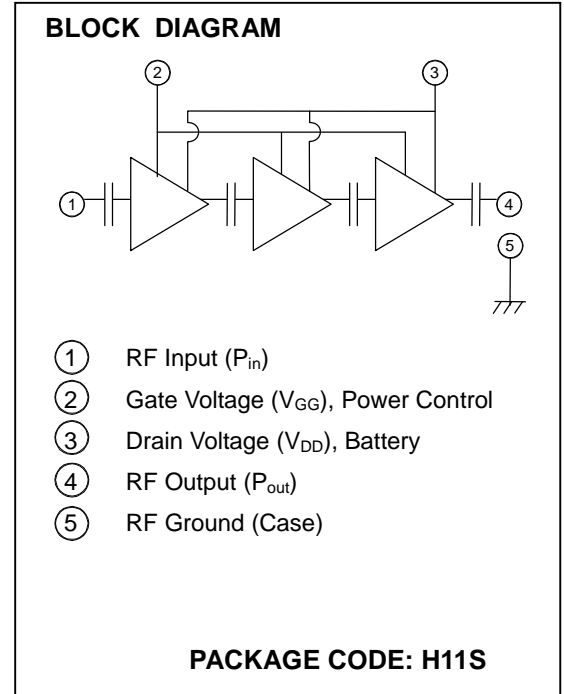 BLOCK DIAGRAM
2 3
1 4
5
1 RF Input (Pin)
2 Gate Voltage (VGG), Power Control
3 Drain Voltage (VDD), Battery
4 RF Output (Pout)
5 RF Ground (Case)
PACKAGE CODE: H11S